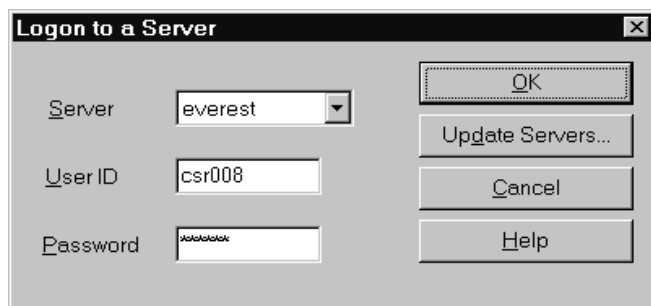 Logon to a Server
Server everest OK
Update Servers...
User ID csr008 Cancel
Password ******* Help